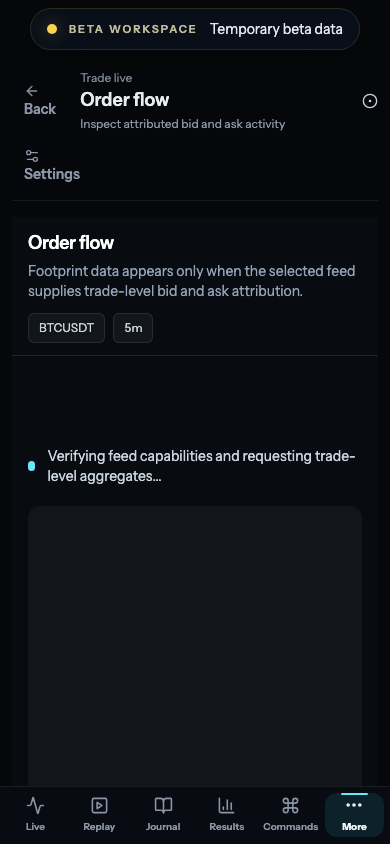 BETA WORKSPACE Temporary beta data
Trade live
Back
Order flow
Inspect attributed bid and ask activity
Settings
Order flow
Footprint data appears only when the selected feed
supplies trade-level bid and ask attribution.
BTCUSDT 5m
Verifying feed capabilities and requesting trade-
level aggregates...
Live Replay Journal Results Commands More